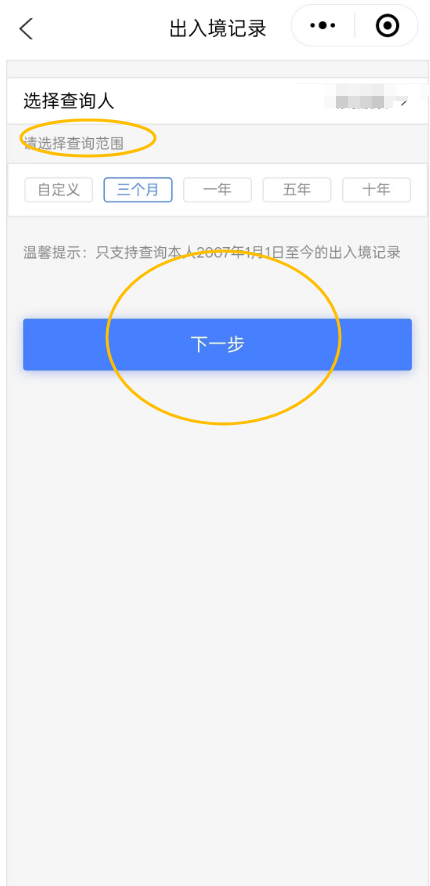 出入境记录
选择查询人
请选择查询范围
自定义 三个月 一年 五年 十年
温馨提示：只支持查询本人2007年1月1日至今的出入境记录
下一步